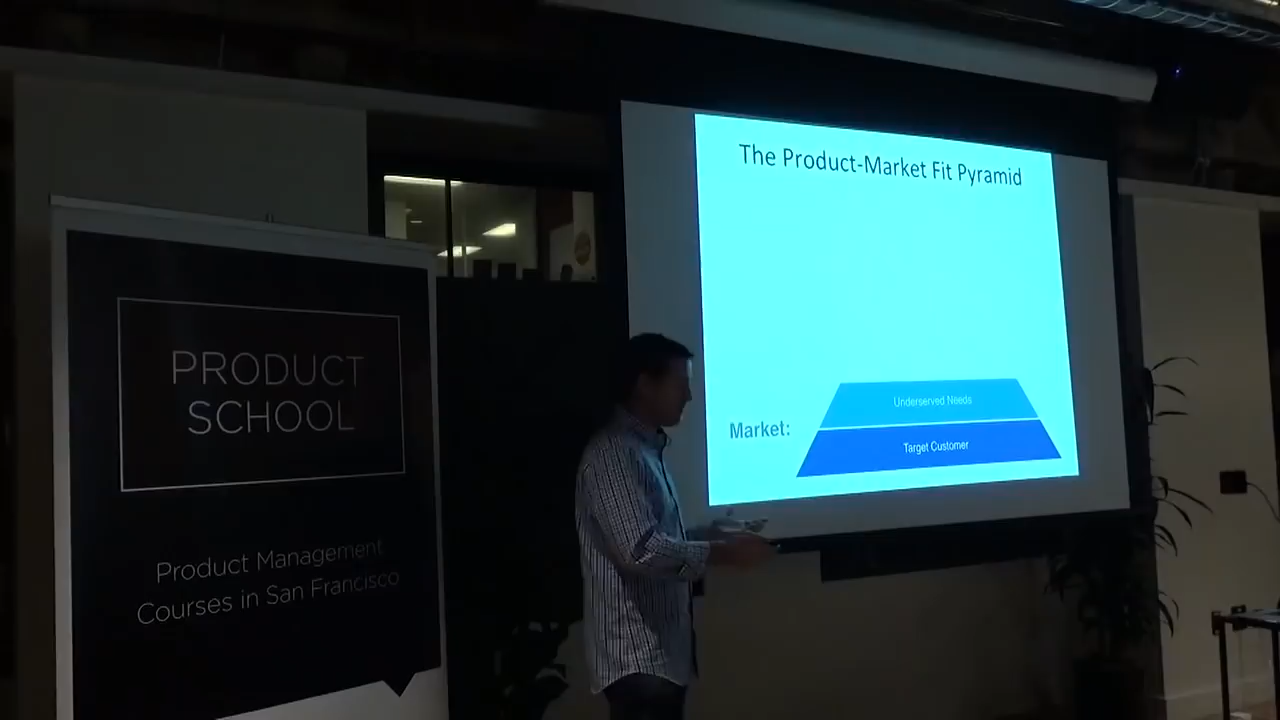 PRODUCT
SCHOOL
Product Management
Courses in San Francisco
The Product-Market Fit Pyramid
Underserved Needs
Market:
Target Customer